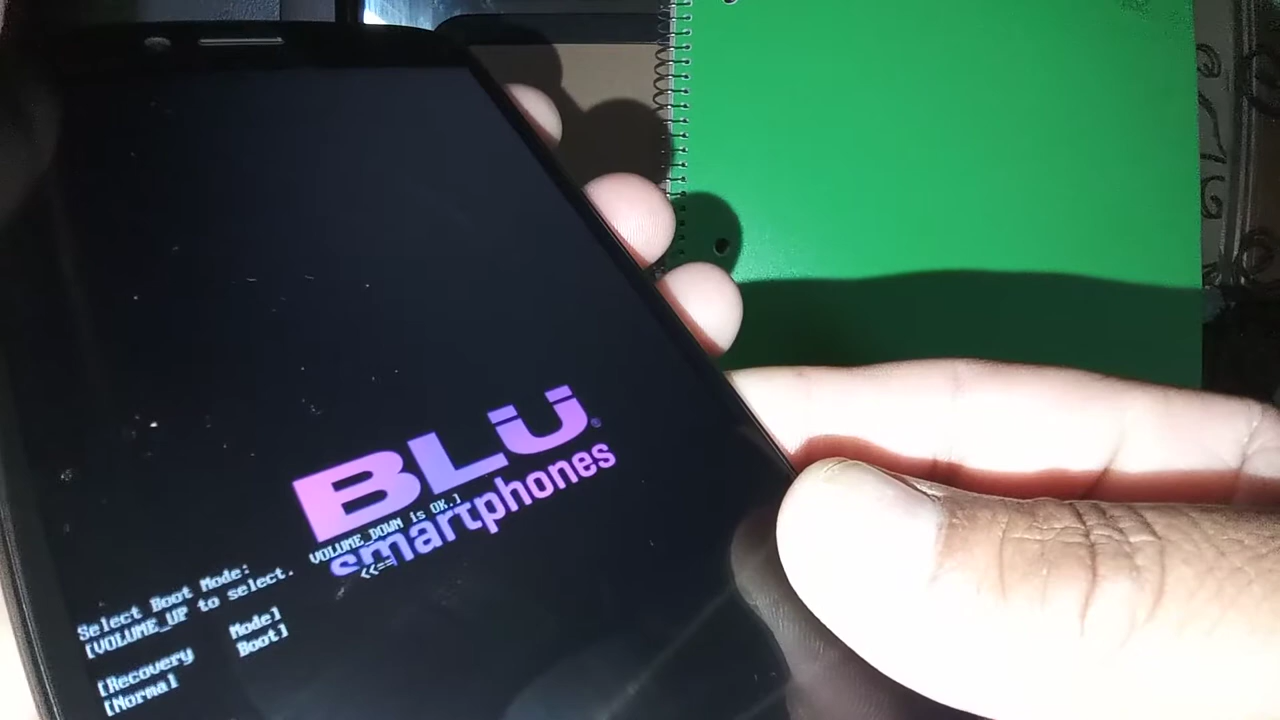 BLU®
smartphones
Select Boot Mode:
[VOLUME_UP to select. VOLUME_DOWN is OK.]
[Recovery Mode] <<==
[Normal Boot]